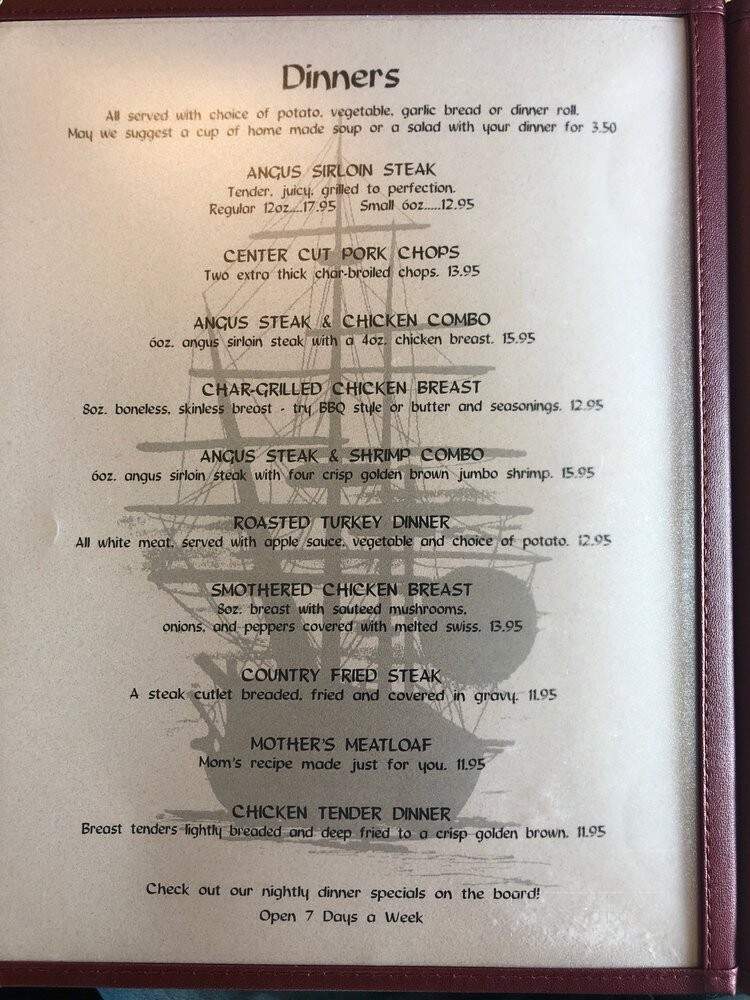 Dinners
All served with choice of potato, vegetable, garlic bread or dinner roll.
May we suggest a cup of home made soup or a salad with your dinner for 3.50
ANGUS SIRLOIN STEAK
Tender, juicy, grilled to perfection.
Regular 12oz....17.95 Small 6oz.....12.95
CENTER CUT PORK CHOPS
Two extra thick char-broiled chops. 13.95
ANGUS STEAK & CHICKEN COMBO
6oz. angus sirloin steak with a 4oz. chicken breast. 15.95
CHAR-GRILLED CHICKEN BREAST
8oz. boneless, skinless breast - try BBQ style or butter and seasonings. 12.95
ANGUS STEAK & SHRIMP COMBO
6oz. angus sirloin steak with four crisp golden brown jumbo shrimp. 15.95
ROASTED TURKEY DINNER
All white meat, served with apple sauce, vegetable and choice of potato. 12.95
SMOTHERED CHICKEN BREAST
8oz. breast with sauteed mushrooms,
onions, and peppers covered with melted swiss. 13.95
COUNTRY FRIED STEAK
A steak cutlet breaded, fried and covered in gravy. 11.95
MOTHER'S MEATLOAF
Mom's recipe made just for you. 11.95
CHICKEN TENDER DINNER
Breast tenders lightly breaded and deep fried to a crisp golden brown. 11.95
Check out our nightly dinner specials on the board!
Open 7 Days a Week